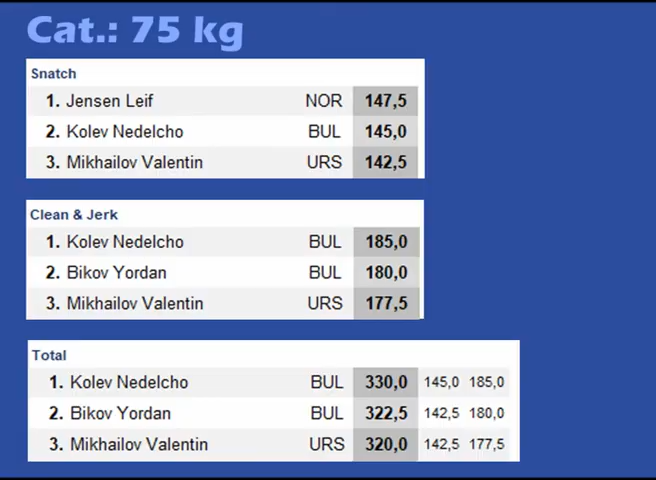 Cat.: 75 kg
Snatch
1. Jensen Leif NOR 147,5
2. Kolev Nedelcho BUL 145,0
3. Mikhailov Valentin URS 142,5
Clean & Jerk
1. Kolev Nedelcho BUL 185,0
2. Bikov Yordan BUL 180,0
3. Mikhailov Valentin URS 177,5
Total
1. Kolev Nedelcho BUL 330,0 145,0 185,0
2. Bikov Yordan BUL 322,5 142,5 180,0
3. Mikhailov Valentin URS 320,0 142,5 177,5